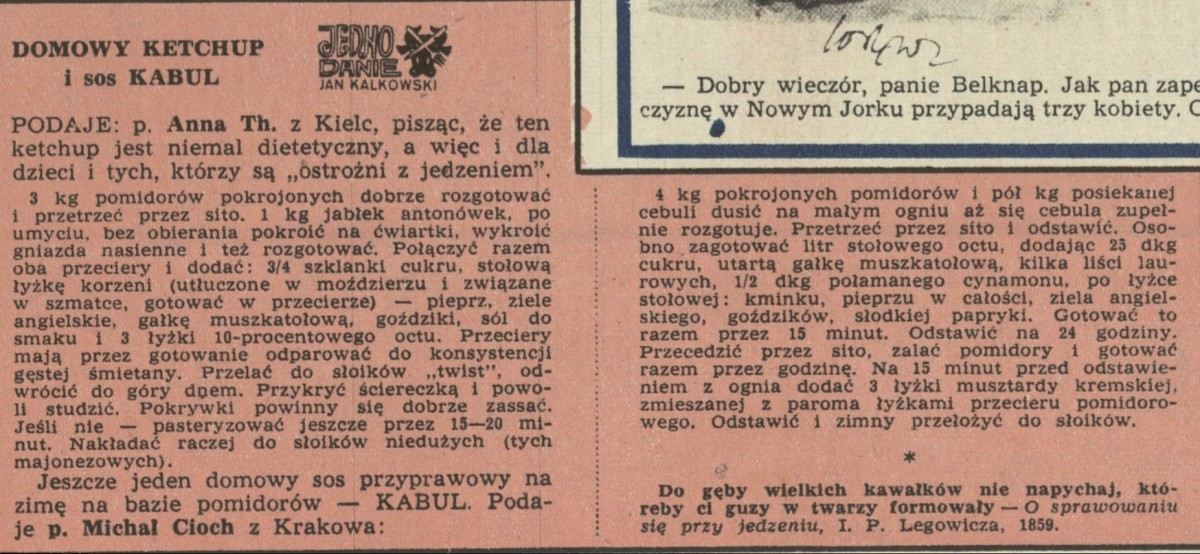 DOMOWY KETCHUP
i sos KABUL
JEDNO
DANIE
JAN KALKOWSKI
PODAJE: p. Anna Th. z Kielc, pisząc, że ten
ketchup jest niemal dietetyczny, a więc i dla
dzieci i tych, którzy są „ostrożni z jedzeniem”.
3 kg pomidorów pokrojonych dobrze rozgotować
i przetrzeć przez sito. 1 kg jabłek antonówek, po
umyciu, bez obierania pokroić na ćwiartki, wykroić
gniazda nasienne i też rozgotować. Połączyć razem
oba przeciery i dodać: 3/4 szklanki cukru, stołową
łyżkę korzeni (utłuczone w moździerzu i związane
w szmatce, gotować w przecierze) — pieprz, ziele
angielskie, gałkę muszkatołową, goździki, sól do
smaku i 3 łyżki 10-procentowego octu. Przeciery
mają przez gotowanie odparować do konsystencji
gęstej śmietany. Przelać do słoików „twist”, od-
wrócić do góry dnem. Przykryć ściereczką i powo-
li studzić. Pokrywki powinny się dobrze zassać.
Jeśli nie — pasteryzować jeszcze przez 15—20 mi-
nut. Nakładać raczej do słoików niedużych (tych
majonezowych).
Jeszcze jeden domowy sos przyprawowy na
zimę na bazie pomidorów — KABUL. Poda-
je p. Michał Cioch z Krakowa:
— Dobry wieczór, panie Belknap. Jak pan zape
czyznę w Nowym Jorku przypadają trzy kobiety. C
4 kg pokrojonych pomidorów i pół kg posiekanej
cebuli dusić na małym ogniu aż się cebula zupeł-
nie rozgotuje. Przetrzeć przez sito i odstawić. Oso-
bno zagotować litr stołowego octu, dodając 25 dkg
cukru, utartą gałkę muszkatołową, kilka liści lau-
rowych, 1/2 dkg połamanego cynamonu, po łyżce
stołowej: kminku, pieprzu w całości, ziela angiel-
skiego, goździków, słodkiej papryki. Gotować to
razem przez 15 minut. Odstawić na 24 godziny.
Przecedzić przez sito, zalać pomidory i gotować
razem przez godzinę. Na 15 minut przed odstawie-
niem z ognia dodać 3 łyżki musztardy kremskiej,
zmieszanej z paroma łyżkami przecieru pomidoro-
wego. Odstawić i zimny przełożyć do słoików.
*
Do gęby wielkich kawałków nie napychaj, któ-
reby ci guzy w twarzy formowały — O sprawowaniu
się przy jedzeniu, I. P. Legowicza, 1859.